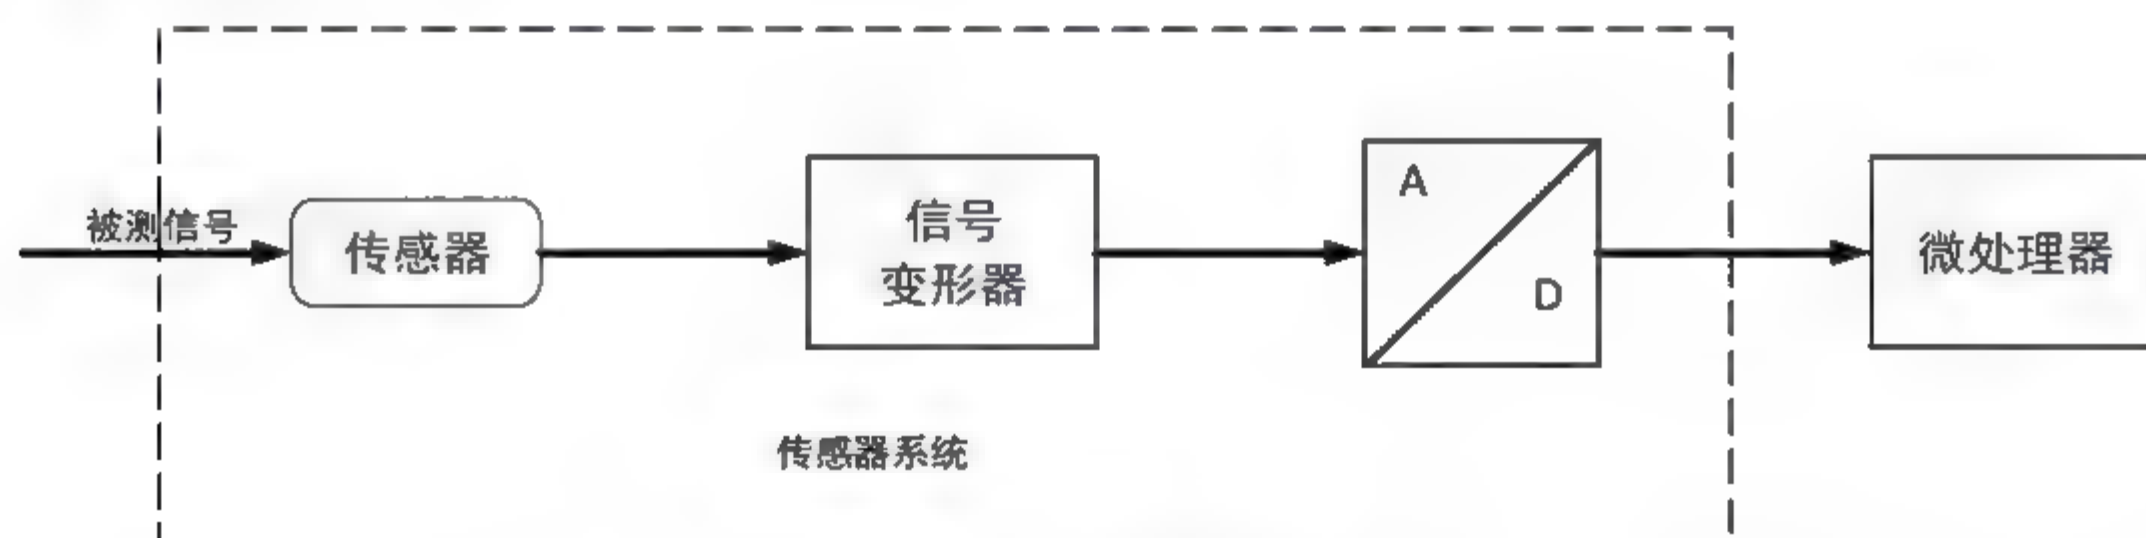 被测信号
传感器
信号
变形器
A
D
微处理器
传感器系统